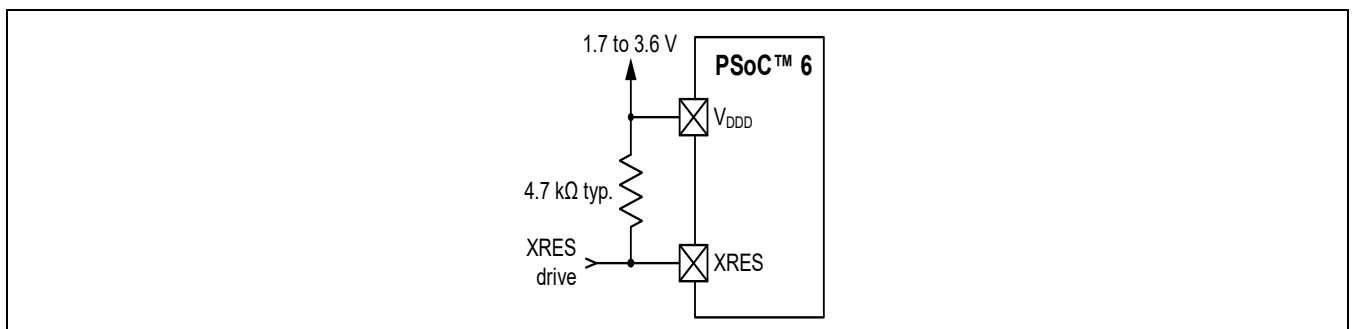 1.7 to 3.6 V
PSoC™ 6
VDDD
4.7 kΩ typ.
XRES
drive
XRES